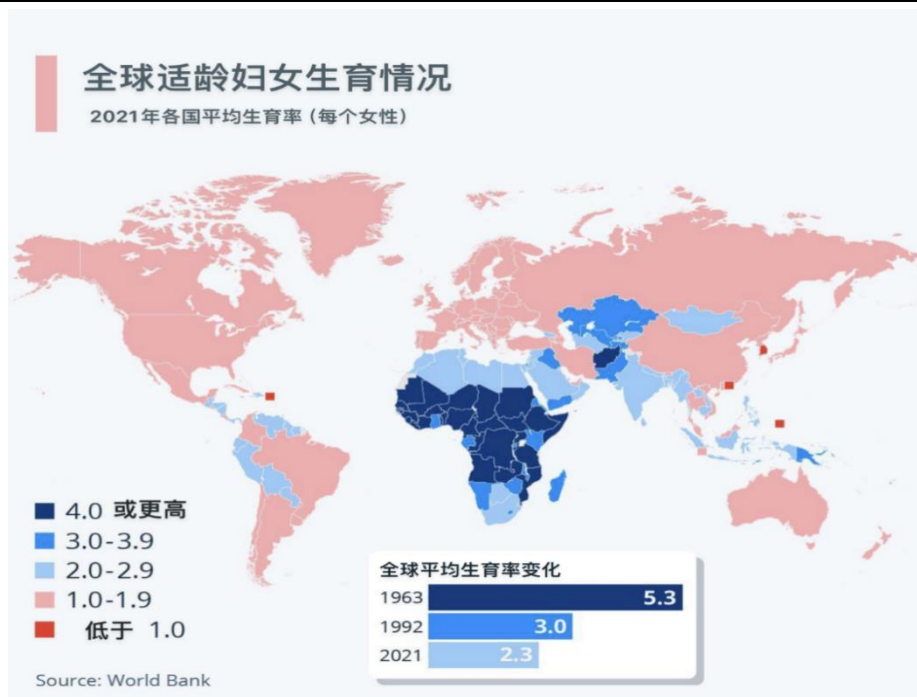 全球适龄妇女生育情况
2021年各国平均生育率（每个女性）
4.0 或更高
3.0-3.9
2.0-2.9
1.0-1.9
低于 1.0
全球平均生育率变化
1963 5.3
1992 3.0
2021 2.3
Source: World Bank